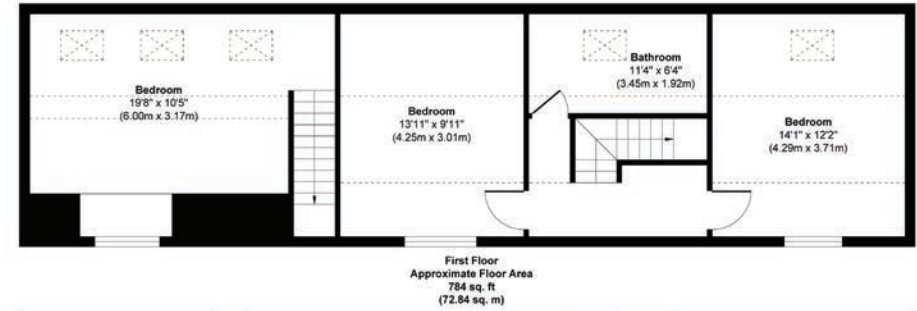 Bedroom
19'8" x 10'5"
(6.00m x 3.17m)
Bedroom
13'11" x 9'11"
(4.25m x 3.01m)
Bathroom
11'4" x 6'4"
(3.45m x 1.92m)
Bedroom
14'1" x 12'2"
(4.29m x 3.71m)
First Floor
Approximate Floor Area
784 sq. ft
(72.84 sq. m)